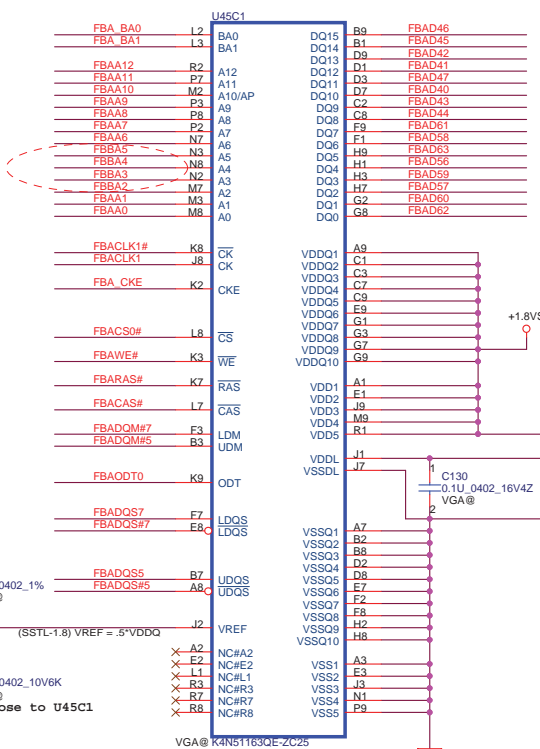 U45C1
FBA_BA0 L2 BA0 DQ15 B9 FBAD46
FBA_BA1 L3 BA1 DQ14 B1 FBAD45
DQ13 D9 FBAD42
FBAA12 R2 A12 DQ12 D1 FBAD41
FBAA11 P7 A11 DQ11 D3 FBAD47
FBAA10 M2 A10/AP DQ10 D7 FBAD40
FBAA9 P3 A9 DQ9 C2 FBAD43
FBAA8 P8 A8 DQ8 C8 FBAD44
FBAA7 P2 A7 DQ7 F9 FBAD61
FBAA6 N7 A6 DQ6 F1 FBAD58
FBBA5 N3 A5 DQ5 H9 FBAD63
FBBA4 N8 A4 DQ4 H1 FBAD56
FBBA3 N2 A3 DQ3 H3 FBAD59
FBBA2 M7 A2 DQ2 H7 FBAD57
FBAA1 M3 A1 DQ1 G2 FBAD60
FBAA0 M8 A0 DQ0 G8 FBAD62
FBACLK1# K8 CK VDDQ1 A9
FBACLK1 J8 CK VDDQ2 C1
VDDQ3 C3
FBA_CKE K2 CKE VDDQ4 C7
VDDQ5 C9
VDDQ6 E9
VDDQ7 G1
+1.8VS
FBACS0# L8 CS VDDQ8 G3
VDDQ9 G7
FBAWE# K3 WE VDDQ10 G9
FBARAS# K7 RAS VDD1 A1
VDD2 E1
FBACAS# L7 CAS VDD3 J9
VDD4 M9
FBADQM#7 F3 LDM VDD5 R1
FBADQM#5 B3 UDM
VDDL J1
VSSDL J7
1
C130
FBAODT0 K9 ODT
0.1U_0402_16V4Z
VGA@
2
FBADQS7 F7 LDQS
FBADQS#7 E8 LDQS VSSQ1 A7
VSSQ2 B2
VSSQ3 B8
VSSQ4 D2
FBADQS5 B7 UDQS VSSQ5 D8
0402_1% FBADQS#5 A8 UDQS VSSQ6 E7
VSSQ7 F2
VSSQ8 F8
J2 VREF VSSQ9 H2
(SSTL-1.8) VREF = .5*VDDQ VSSQ10 H8
A2 NC#A2
E2 NC#E2 VSS1 A3
L1 NC#L1 VSS2 E3
0402_10V6K R3 NC#R3 VSS3 J3
R7 NC#R7 VSS4 N1
ose to U45C1 R8 NC#R8 VSS5 P9
VGA@ K4N51163QE-ZC25